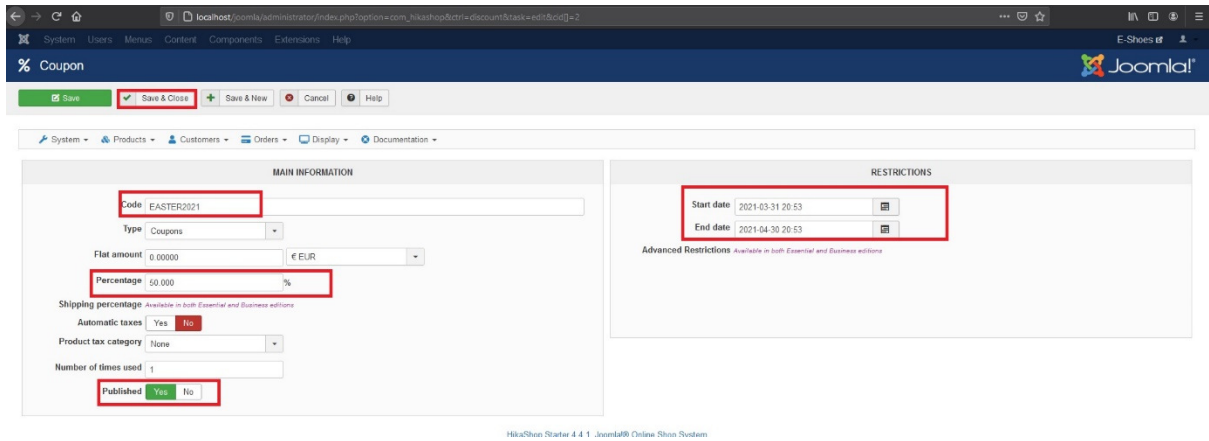 localhost/joomla/administrator/index.php?option=com_hikashop&ctrl=discount&task=edit&cid[]=2
System Users Menus Content Components Extensions Help
E-Shoes
Coupon
Joomla!®
Save
Save & Close
Save & New
Cancel
Help
System Products Customers Orders Display Documentation
MAIN INFORMATION
Code EASTER2021
Type Coupons
Flat amount 0.00000 € EUR
Percentage 50.000 %
Shipping percentage Available in both Essential and Business editions
Automatic taxes Yes No
Product tax category None
Number of times used 1
Published Yes No
RESTRICTIONS
Start date 2021-03-31 20:53
End date 2021-04-30 20:53
Advanced Restrictions Available in both Essential and Business editions
HikaShop Starter 4.4.1, Joomla!® Online Shop System